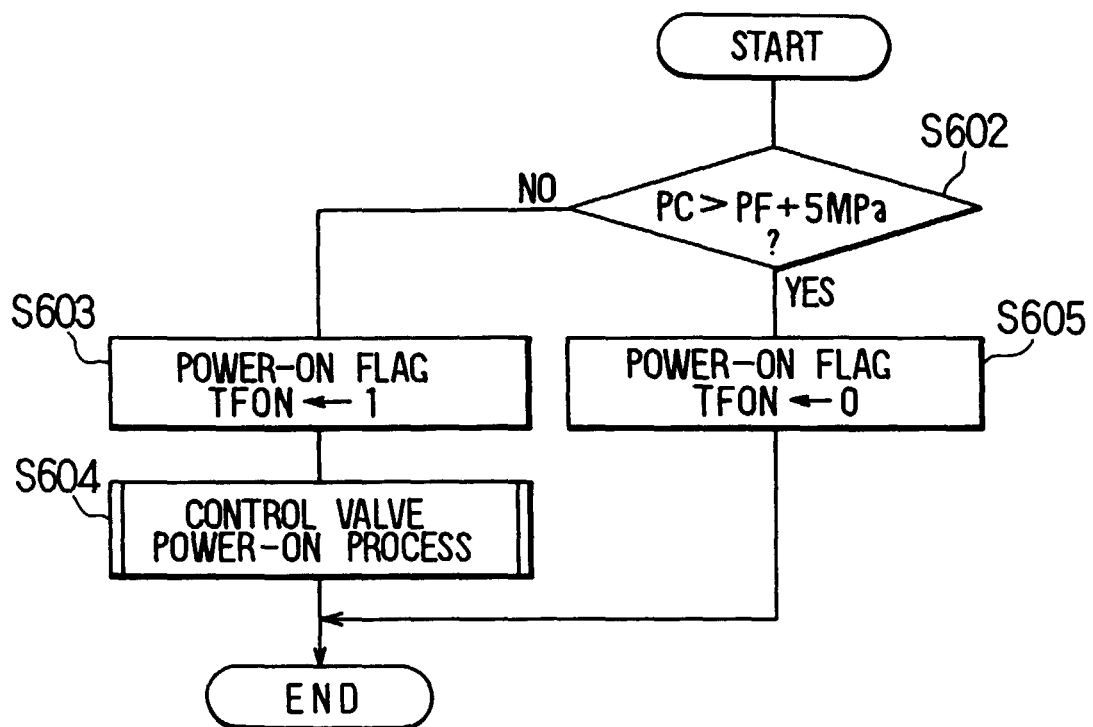 START
S602
NO
PC > PF + 5MPa
?
YES
S603
POWER-ON FLAG
TFON ← 1
S605
POWER-ON FLAG
TFON ← 0
S604
CONTROL VALVE
POWER-ON PROCESS
END